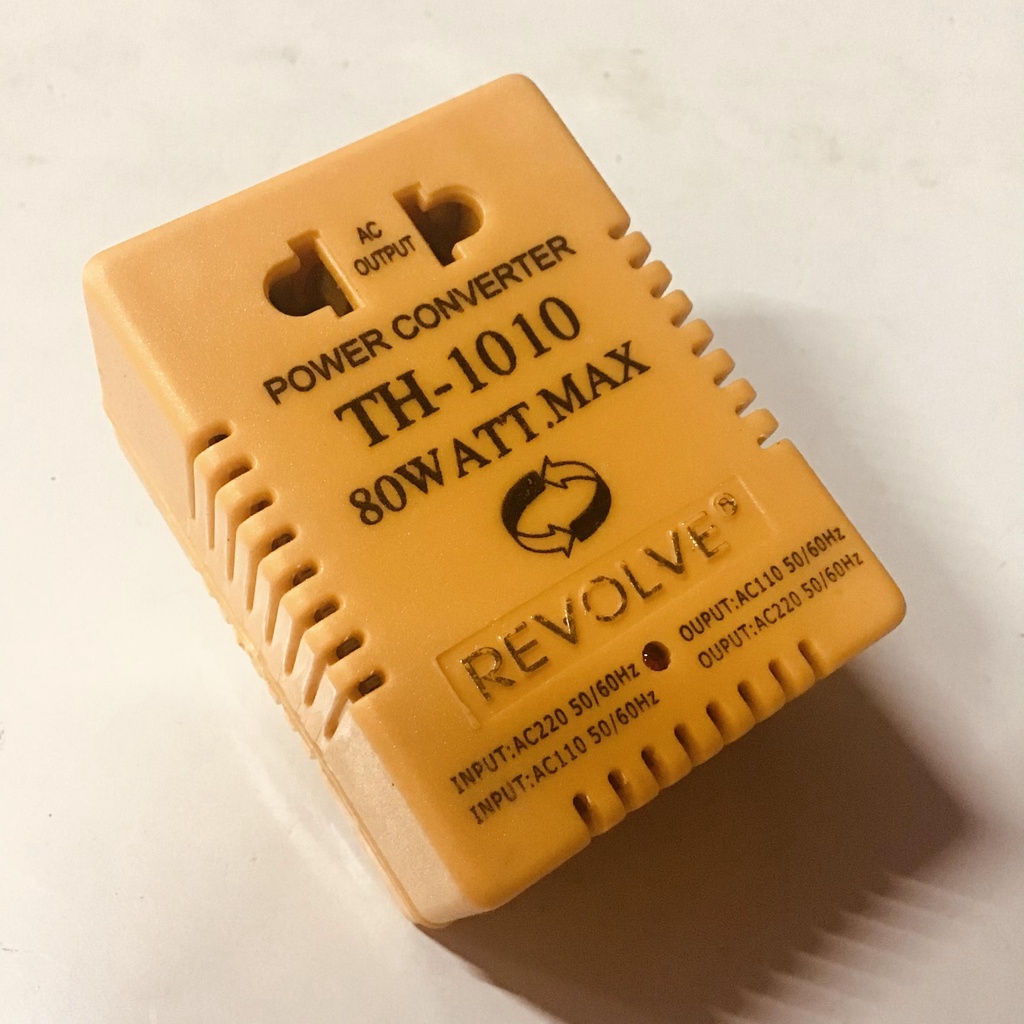 AC
OUTPUT
POWER CONVERTER
TH-1010
80WATT.MAX
REVOLVE®
INPUT:AC220 50/60Hz OUPUT:AC110 50/60Hz
INPUT:AC110 50/60Hz OUPUT:AC220 50/60Hz